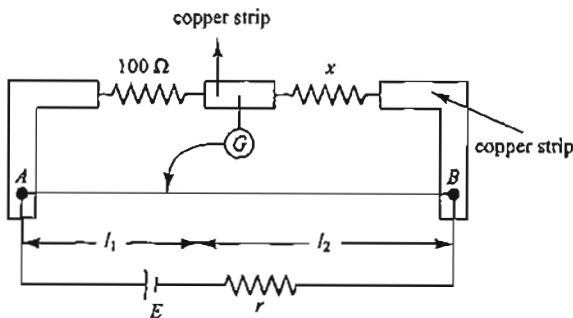 copper strip
100 Ω
x
G
copper strip
A
B
l₁
l₂
E
r